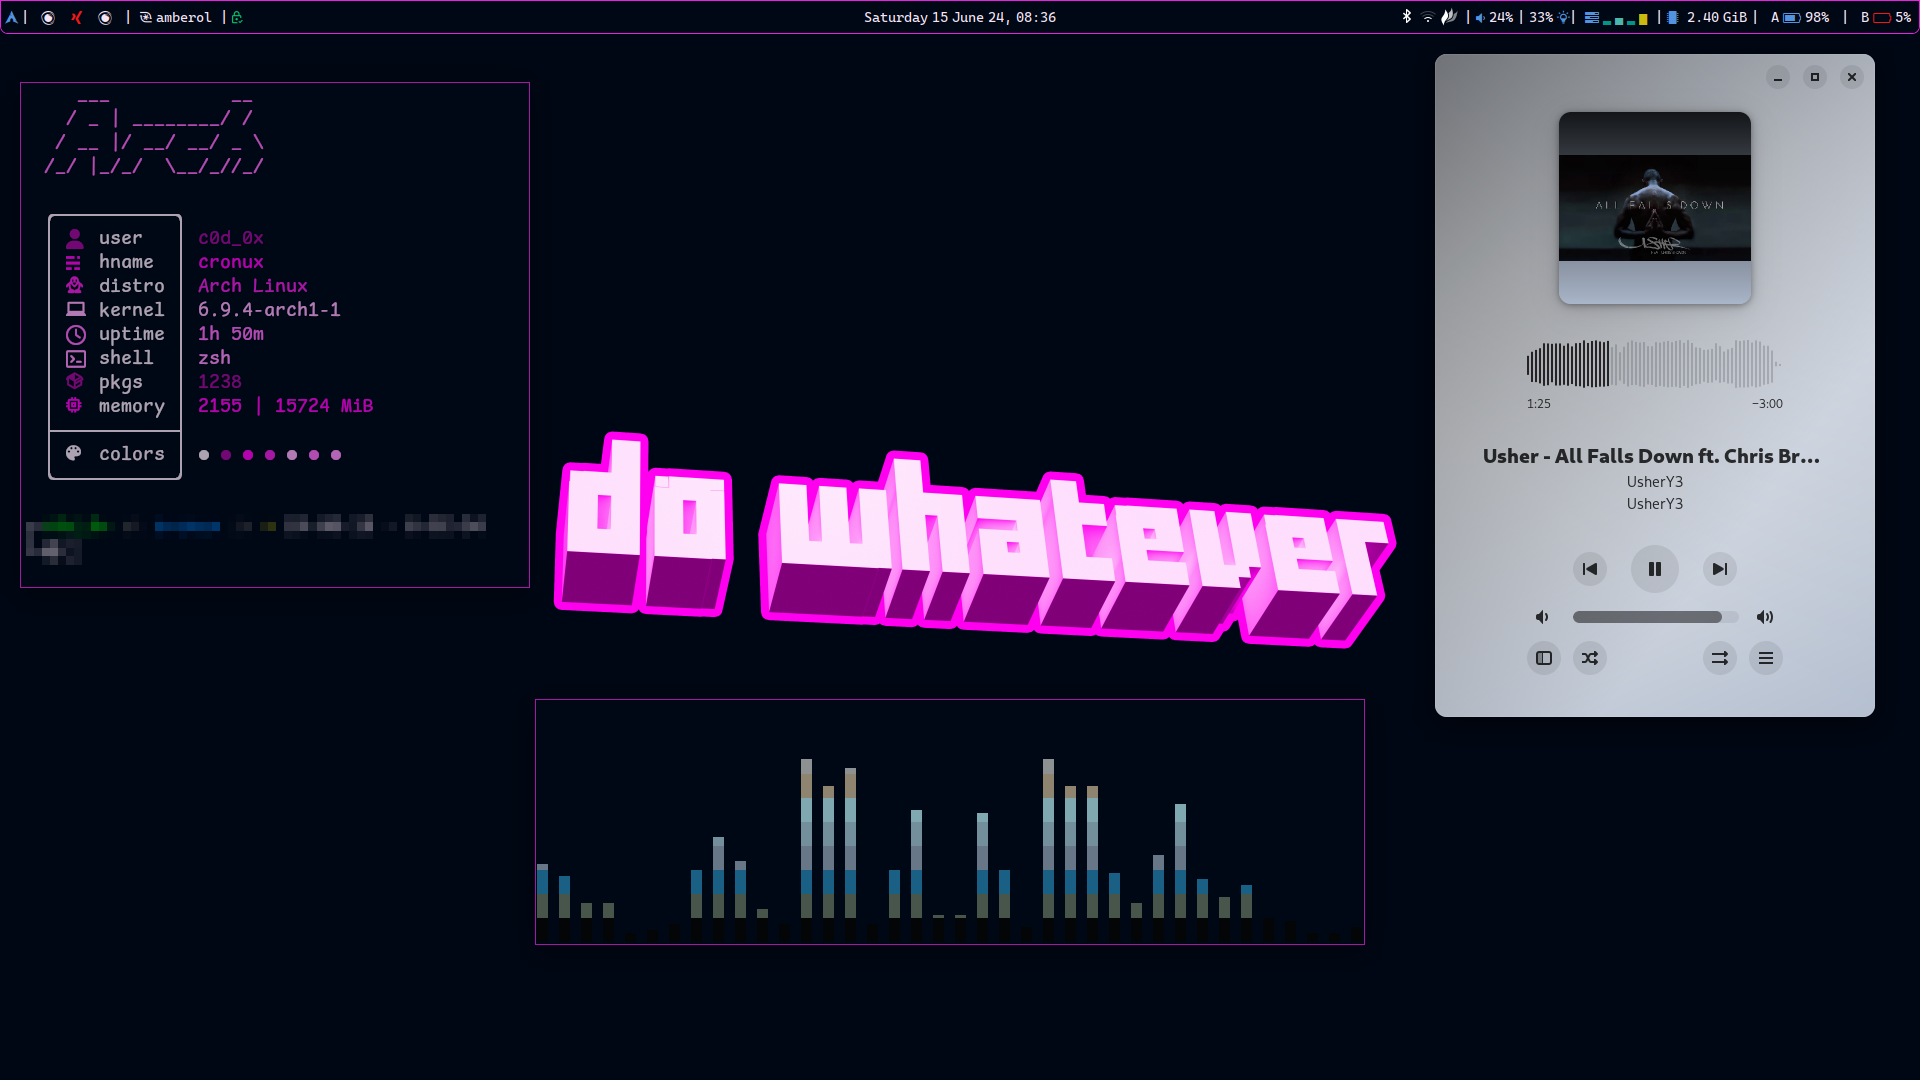 amberol
Saturday 15 June 24, 08:36
24% | 33%
2.40 GiB | A 98% | B 5%
Arch
user c0d_0x
hname cronux
distro Arch Linux
kernel 6.9.4-arch1-1
uptime 1h 50m
shell zsh
pkgs 1238
memory 2155 | 15724 MiB
colors
do whatever
ALL FALLS DOWN
USHER
1:25 −3:00
Usher - All Falls Down ft. Chris Br...
UsherY3
UsherY3